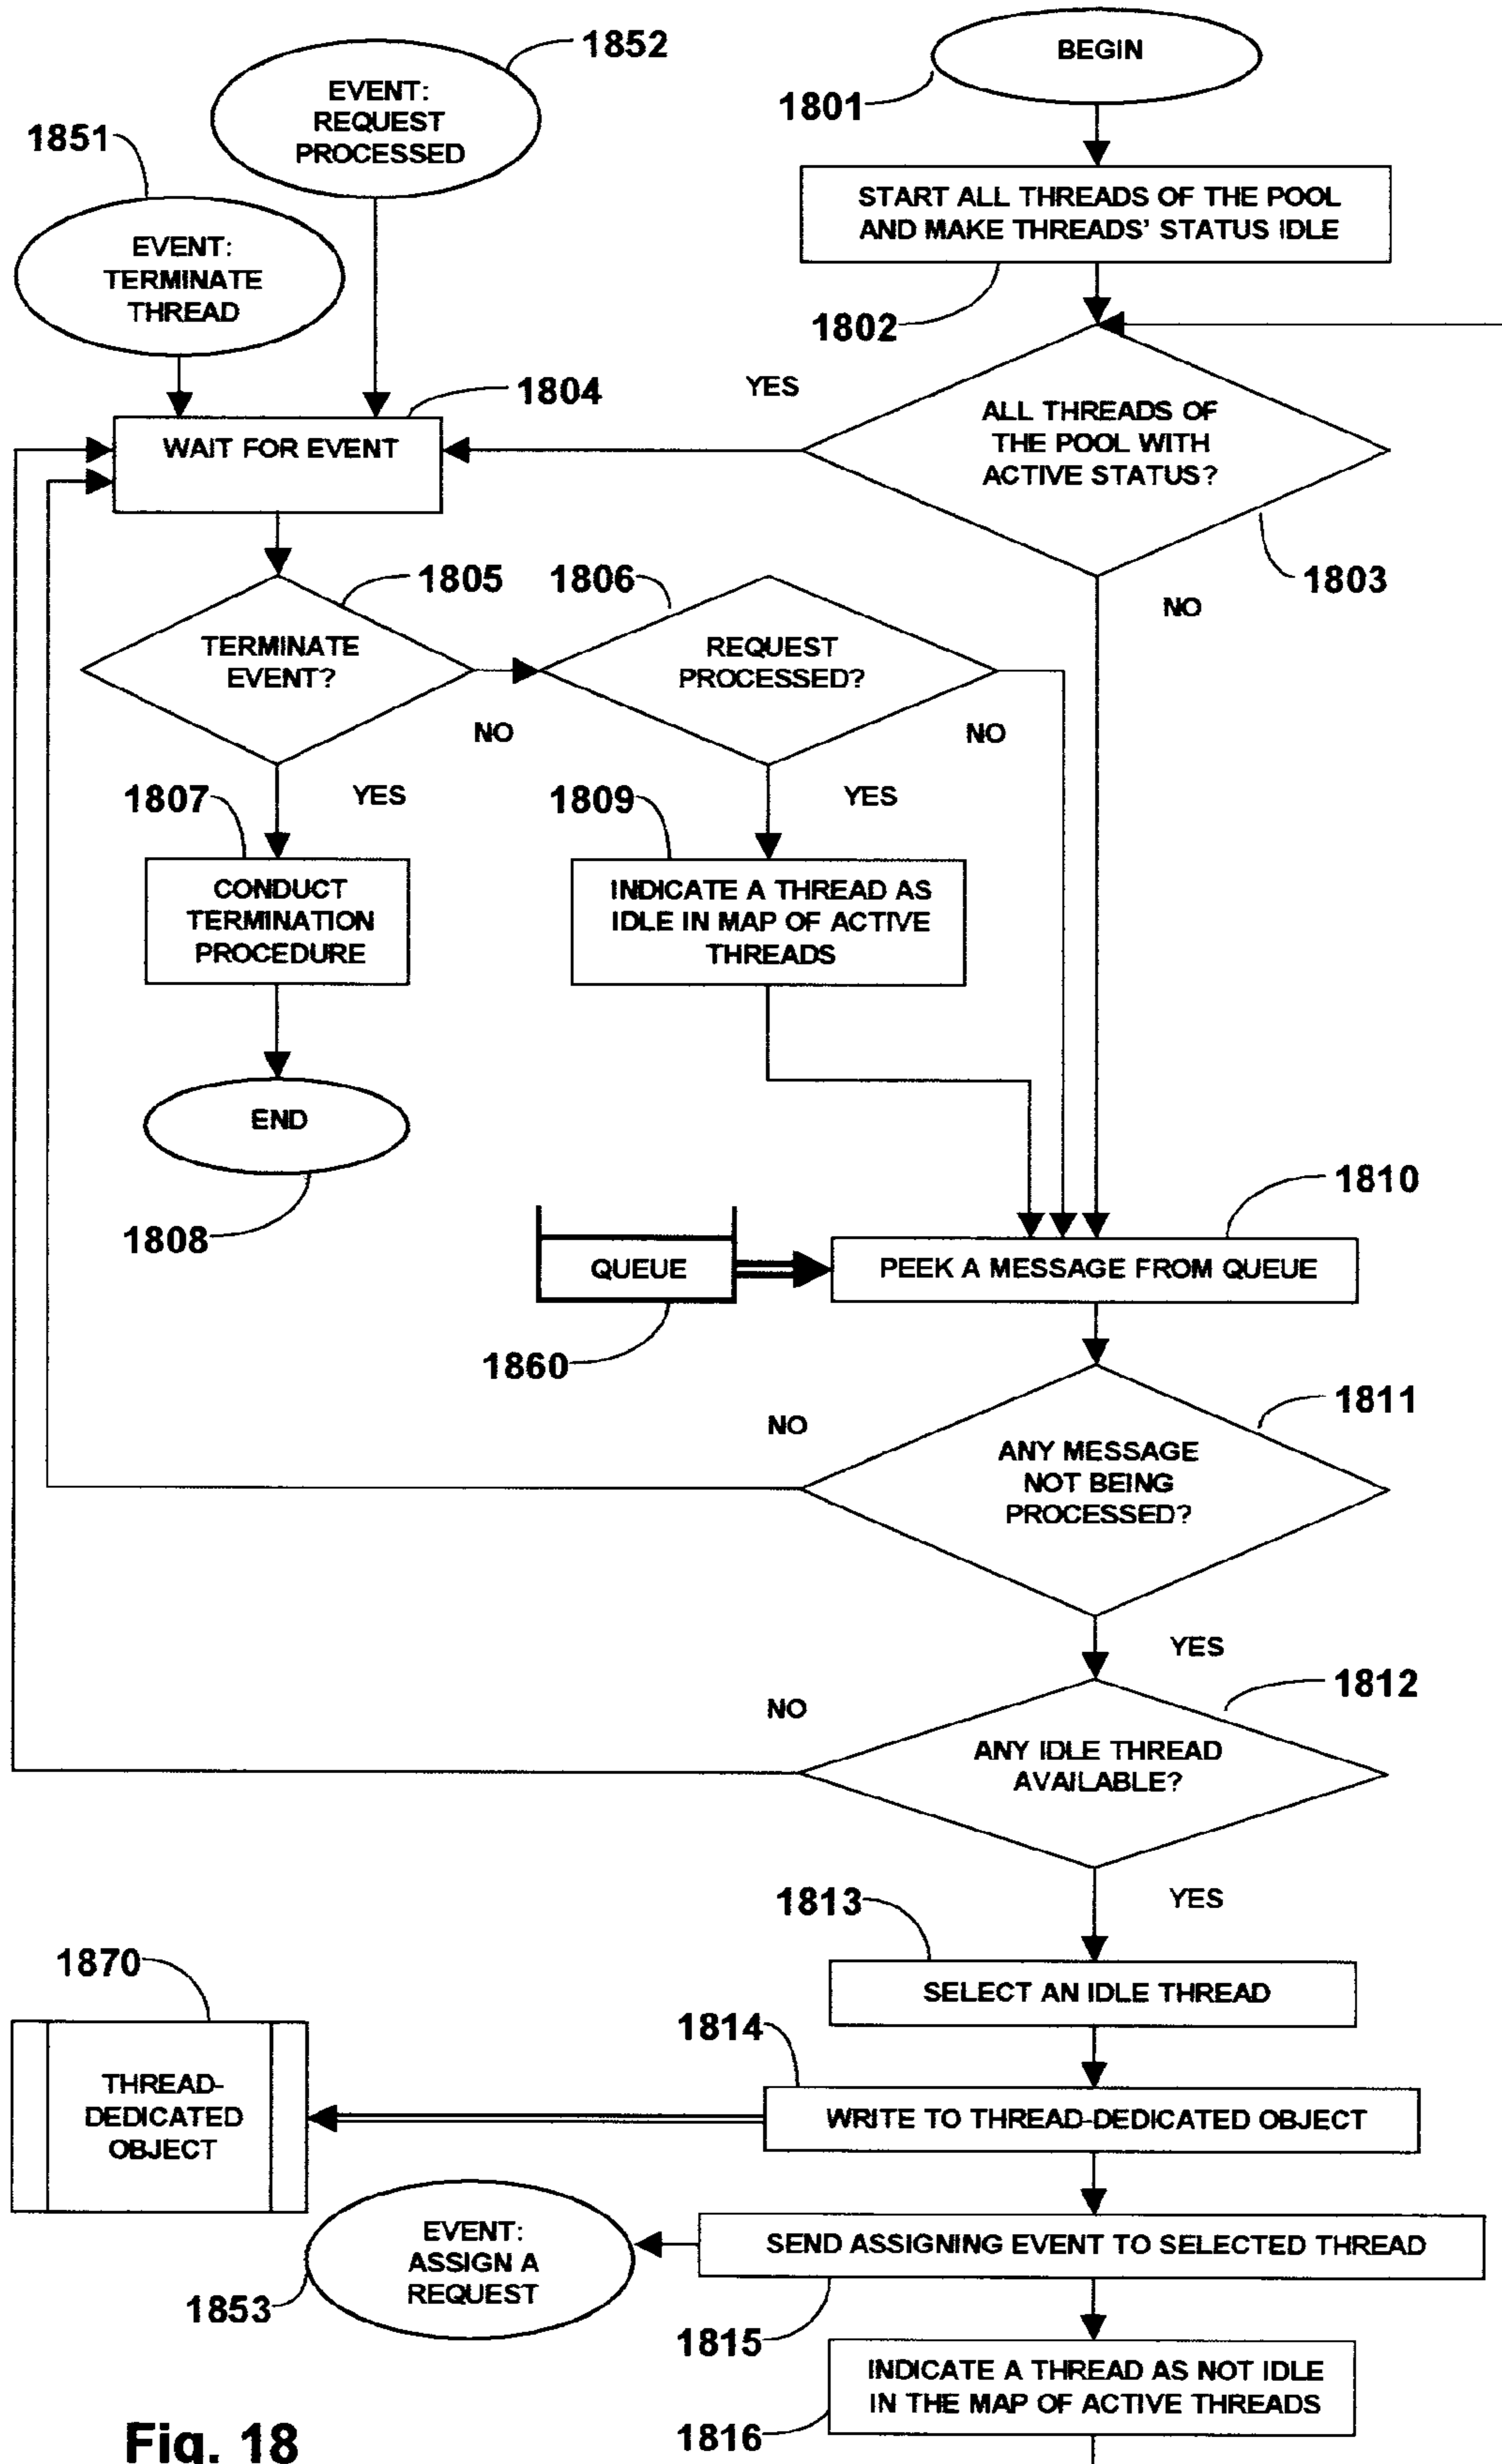 1852
BEGIN
EVENT:
REQUEST
PROCESSED
1801
1851
EVENT:
TERMINATE
THREAD
START ALL THREADS OF THE POOL
AND MAKE THREADS' STATUS IDLE
1802
1804
YES
WAIT FOR EVENT
ALL THREADS OF
THE POOL WITH
ACTIVE STATUS?
1803
NO
1805
1806
TERMINATE
EVENT?
REQUEST
PROCESSED?
NO
NO
1807
YES
1809
YES
CONDUCT
TERMINATION
PROCEDURE
INDICATE A THREAD AS
IDLE IN MAP OF ACTIVE
THREADS
END
1808
1810
QUEUE
PEEK A MESSAGE FROM QUEUE
1860
1811
NO
ANY MESSAGE
NOT BEING
PROCESSED?
YES
1812
NO
ANY IDLE THREAD
AVAILABLE?
YES
1813
SELECT AN IDLE THREAD
1870
1814
THREAD-
DEDICATED
OBJECT
WRITE TO THREAD-DEDICATED OBJECT
EVENT:
ASSIGN A
REQUEST
SEND ASSIGNING EVENT TO SELECTED THREAD
1853
1815
INDICATE A THREAD AS NOT IDLE
IN THE MAP OF ACTIVE THREADS
1816
Fig. 18